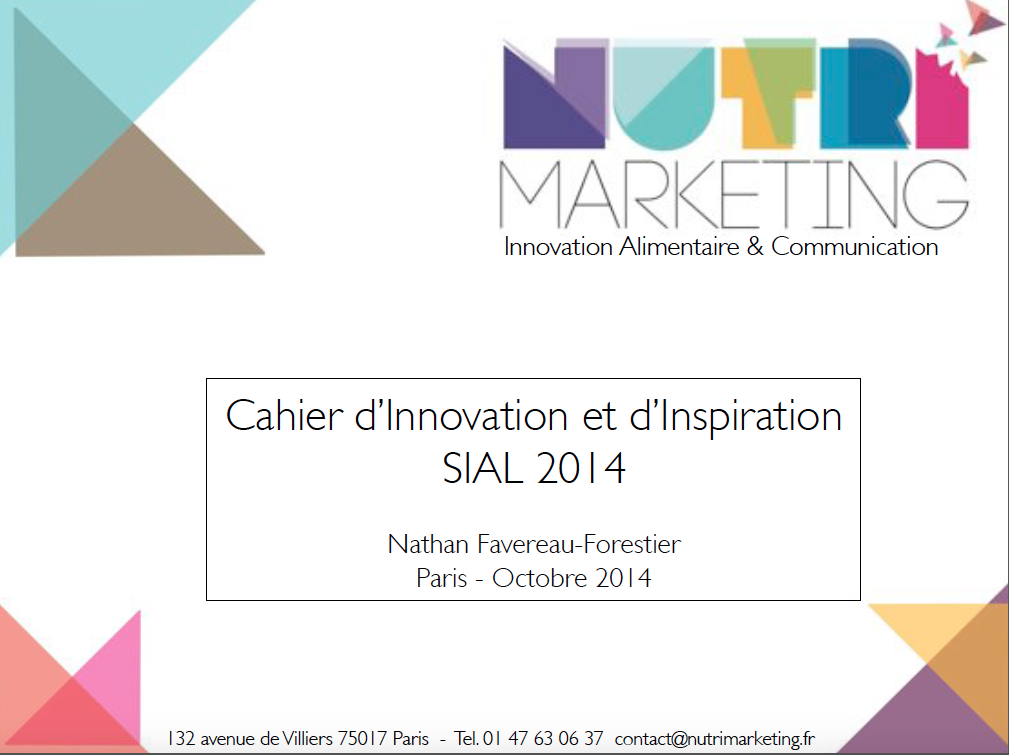 NUTRI
MARKETING
Innovation Alimentaire & Communication
Cahier d’Innovation et d’Inspiration
SIAL 2014
Nathan Favereau-Forestier
Paris - Octobre 2014
132 avenue de Villiers 75017 Paris - Tel. 01 47 63 06 37 contact@nutrimarketing.fr